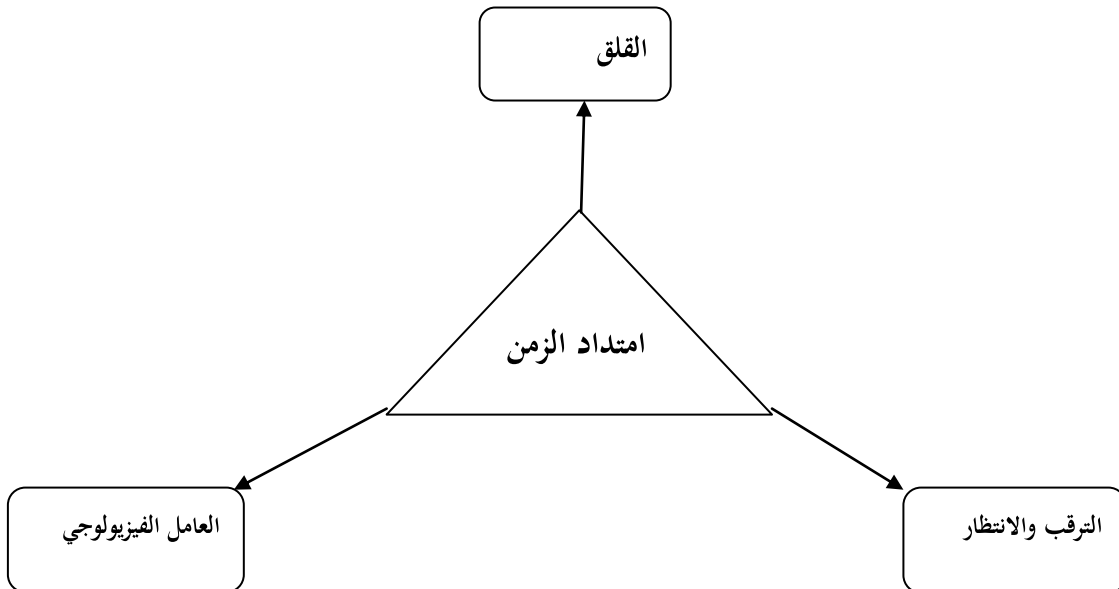 القلق
امتداد الزمن
الترقب والانتظار
العامل الفيزيولوجي